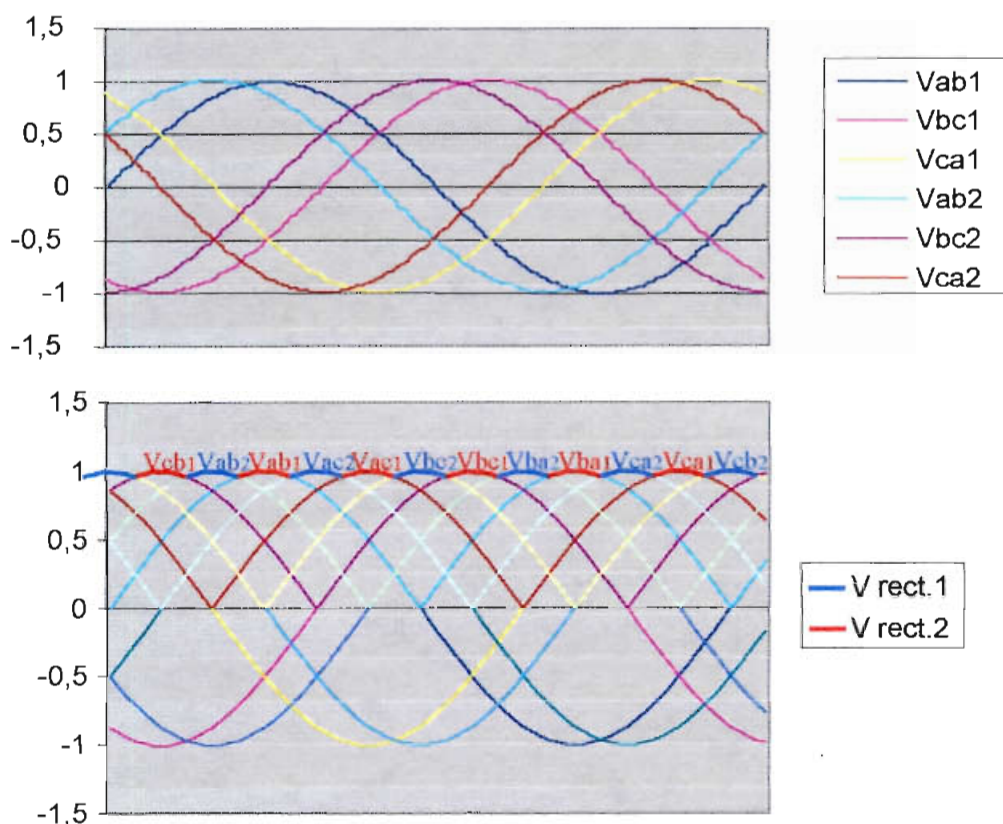 1,5
1
0,5
0
-0,5
-1
-1,5
Vab1
Vbc1
Vca1
Vab2
Vbc2
Vca2
1,5
1
0,5
0
-0,5
-1
-1,5
Vcb1 Vab2 Vab1 Vac2 Vac1 Vbc2 Vbc1 Vba2 Vba1 Vca2 Vca1 Vcb2
V rect.1
V rect.2